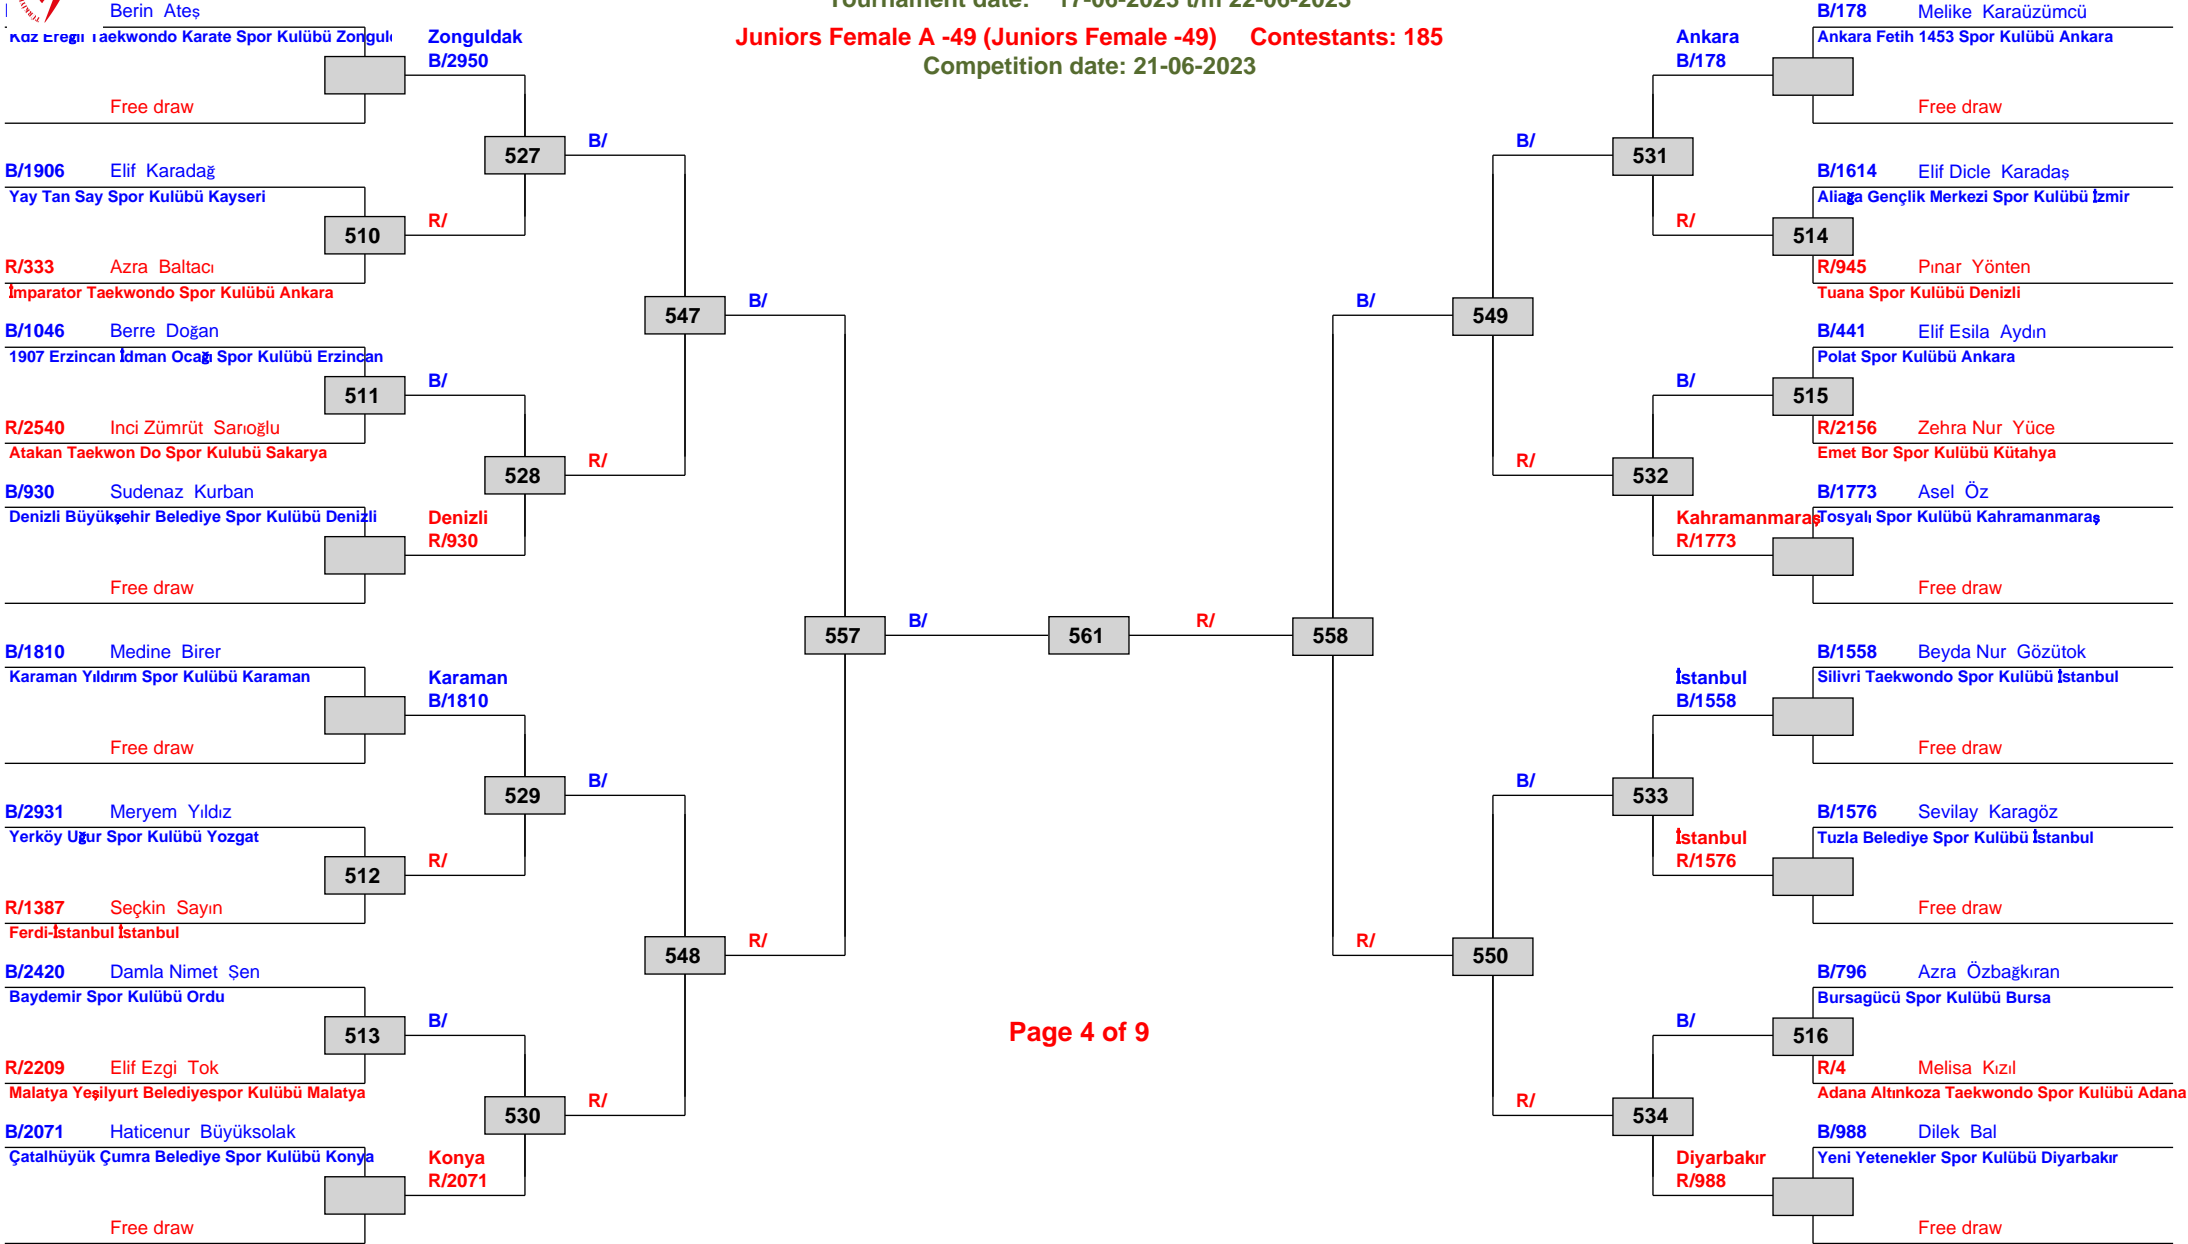 Tournament date: 17-06-2023 t/m 22-06-2023
Juniors Female A -49 (Juniors Female -49) Contestants: 185
Competition date: 21-06-2023
Berin Ateş
Kdz Ereğli Taekwondo Karate Spor Kulübü
Free draw
Zonguldak
B/2950
B/1906 Elif Karadağ
Yay Tan Say Spor Kulübü Kayseri
510
R/333 Azra Baltacı
İmparator Taekwondo Spor Kulübü Ankara
527
B/
R/
B/1046 Berre Doğan
1907 Erzincan İdman Ocağı Spor Kulübü Erzincan
511
R/2540 Inci Zümrüt Sarıoğlu
Atakan Taekwon Do Spor Kulubü Sakarya
B/
528
R/
B/930 Sudenaz Kurban
Denizli Büyükşehir Belediye Spor Kulübü Denizli
Denizli
R/930
Free draw
547
B/
B/1810 Medine Birer
Karaman Yıldırım Spor Kulübü Karaman
Karaman
B/1810
Free draw
529
B/
B/2931 Meryem Yıldız
Yerköy Uğur Spor Kulübü Yozgat
512
R/
R/1387 Seçkin Sayın
Ferdi-İstanbul İstanbul
548
R/
B/2420 Damla Nimet Şen
Baydemir Spor Kulübü Ordu
513
B/
R/2209 Elif Ezgi Tok
Malatya Yeşilyurt Belediyespor Kulübü Malatya
530
R/
B/2071 Haticenur Büyüksolak
Çatalhüyük Çumra Belediye Spor Kulübü Konya
Konya
R/2071
Free draw
557
B/
561
R/
558
Page 4 of 9
B/178 Melike Karaüzümcü
Ankara Fetih 1453 Spor Kulübü Ankara
Ankara
B/178
Free draw
B/
531
B/1614 Elif Dicle Karadaş
Aliağa Gençlik Merkezi Spor Kulübü İzmir
R/
514
R/945 Pınar Yönten
Tuana Spor Kulübü Denizli
B/
549
B/441 Elif Esila Aydın
Polat Spor Kulübü Ankara
B/
515
R/2156 Zehra Nur Yüce
Emet Bor Spor Kulübü Kütahya
R/
532
B/1773 Asel Öz
Tosyalı Spor Kulübü Kahramanmaraş
Kahramanmaraş
R/1773
Free draw
B/1558 Beyda Nur Gözütok
Silivri Taekwondo Spor Kulübü İstanbul
İstanbul
B/1558
Free draw
B/
533
B/1576 Sevilay Karagöz
Tuzla Belediye Spor Kulübü İstanbul
İstanbul
R/1576
Free draw
R/
550
B/796 Azra Özbağkıran
Bursagücü Spor Kulübü Bursa
B/
516
R/4 Melisa Kızıl
Adana Altınkoza Taekwondo Spor Kulübü Adana
R/
534
B/988 Dilek Bal
Yeni Yetenekler Spor Kulübü Diyarbakır
Diyarbakır
R/988
Free draw